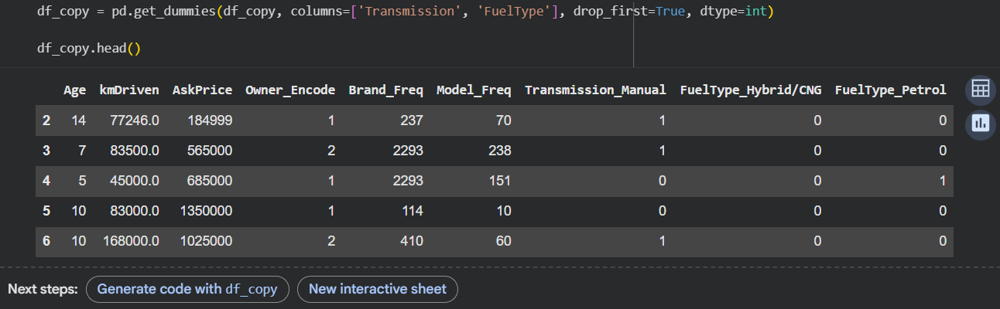 df_copy = pd.get_dummies(df_copy, columns=['Transmission', 'FuelType'], drop_first=True, dtype=int)
df_copy.head()
Age kmDriven AskPrice Owner_Encode Brand_Freq Model_Freq Transmission_Manual FuelType_Hybrid/CNG FuelType_Petrol
2 14 77246.0 184999 1 237 70 1 0 0
3 7 83500.0 565000 2 2293 238 1 0 0
4 5 45000.0 685000 1 2293 151 0 0 1
5 10 83000.0 1350000 1 114 10 0 0 0
6 10 168000.0 1025000 2 410 60 1 0 0
Next steps: Generate code with df_copy New interactive sheet